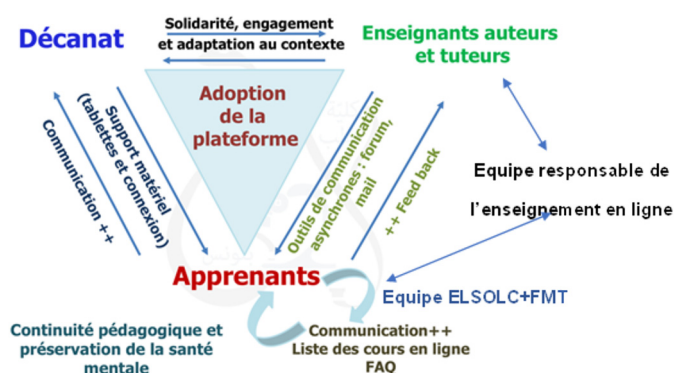 Décanat
Solidarité, engagement
et adaptation au contexte
Enseignants auteurs
et tuteurs
Adoption
de la
plateforme
Communication ++
Support matériel
(tablettes et connexion)
Outils de communication
asynchrones : forum,
mail
++ Feed back
Equipe responsable de
l'enseignement en ligne
Apprenants
Equipe ELSOLC+FMT
Continuité pédagogique et
préservation de la santé
mentale
Communication++
Liste des cours en ligne
FAQ